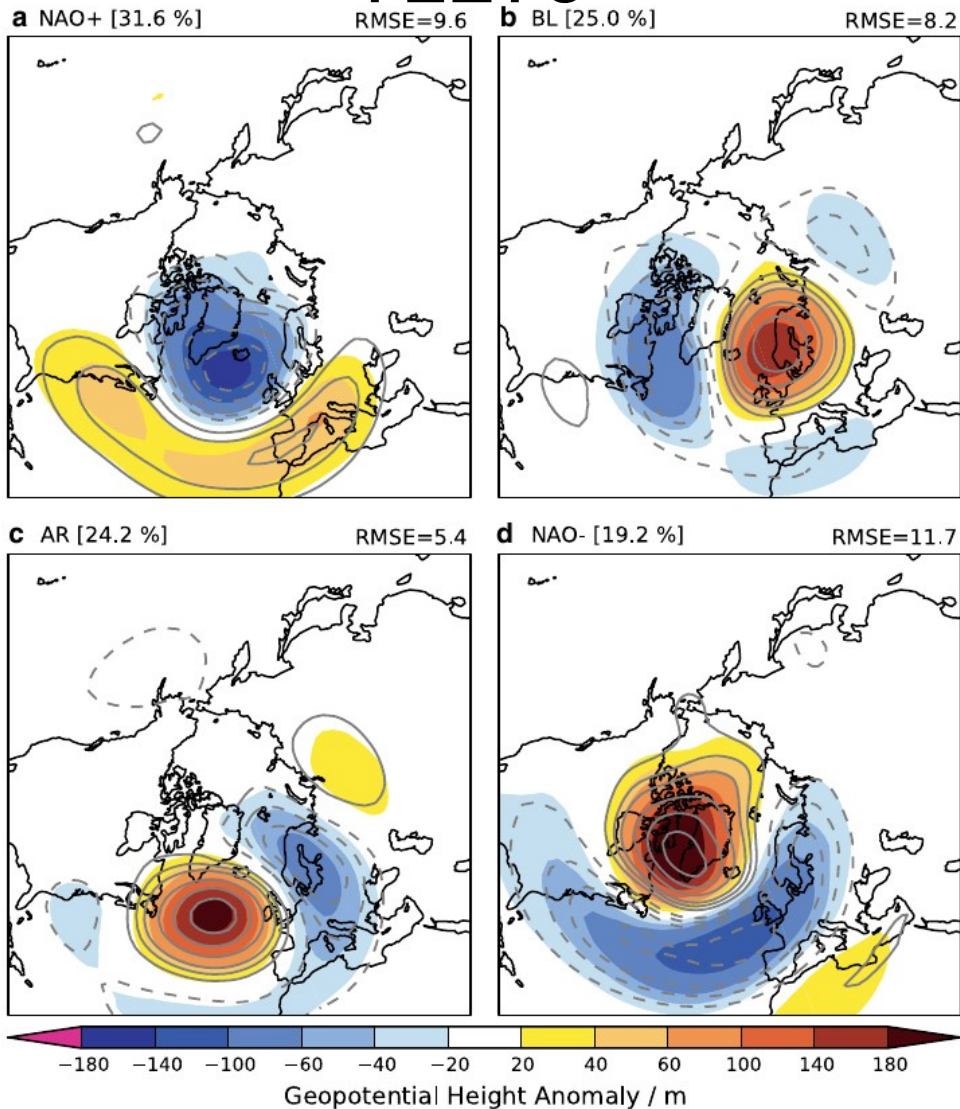 a NAO+ [31.6 %] RMSE=9.6
b BL [25.0 %] RMSE=8.2
c AR [24.2 %] RMSE=5.4
d NAO- [19.2 %] RMSE=11.7
−180 −140 −100 −60 −40 −20 20 40 60 100 140 180
Geopotential Height Anomaly / m